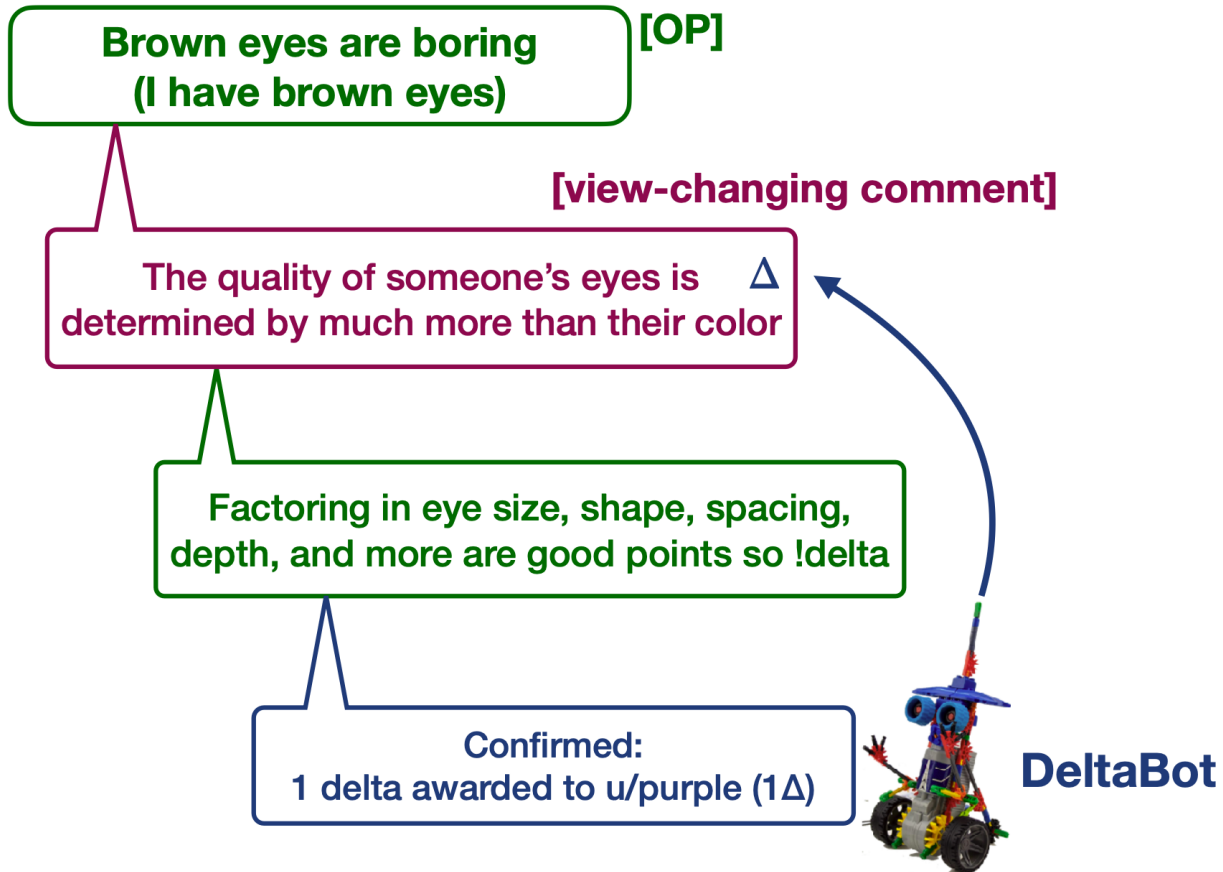 Brown eyes are boring
(I have brown eyes)
[OP]
[view-changing comment]
The quality of someone’s eyes is Δ
determined by much more than their color
Factoring in eye size, shape, spacing,
depth, and more are good points so !delta
Confirmed:
1 delta awarded to u/purple (1Δ)
DeltaBot